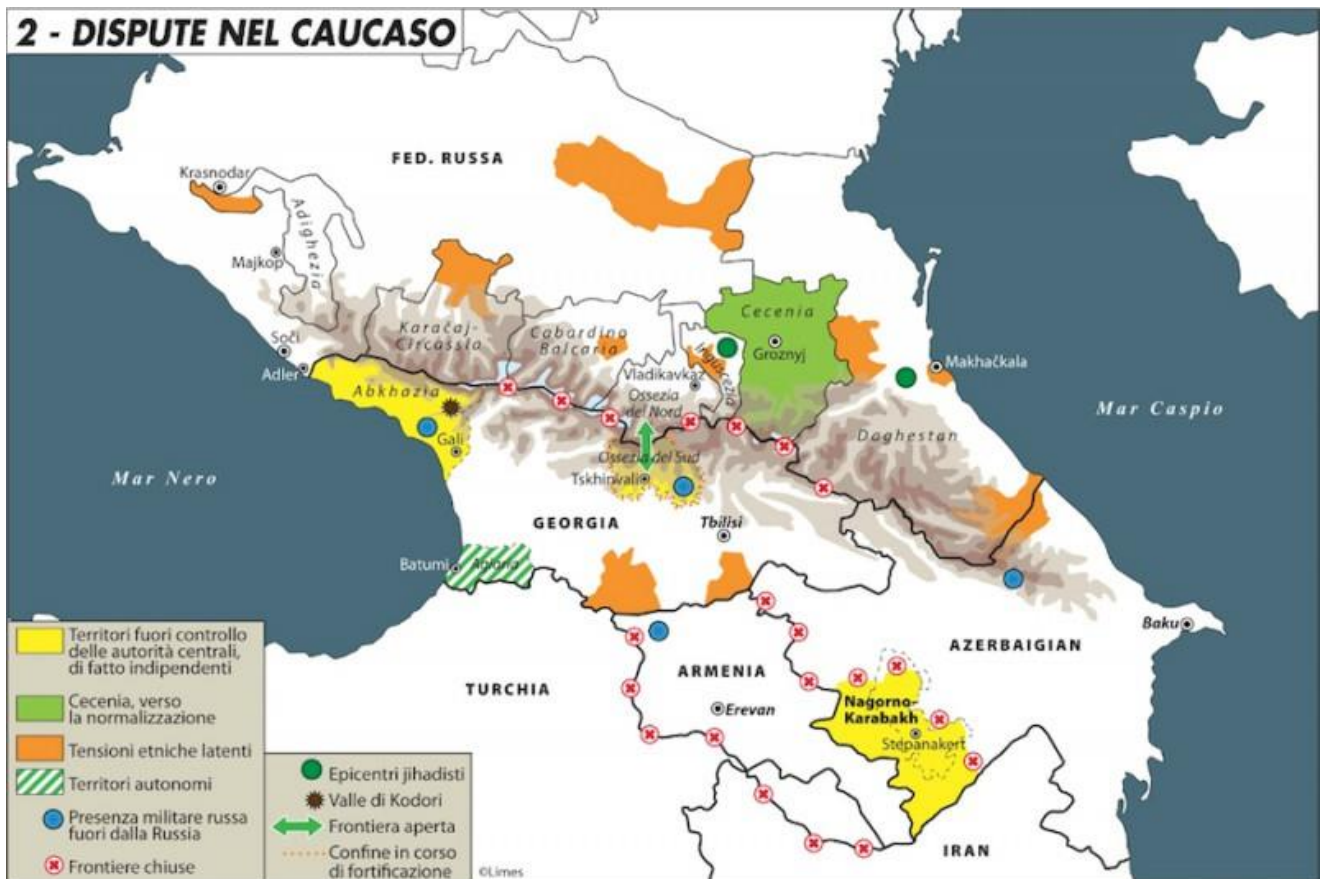 2 - DISPUTE NEL CAUCASO
FED. RUSSA
Krasnodar
Adighezia
Majkop
Soči
Adler
Karačaj-
Circassia
Cabardino
Balcaria
Inguscezia
Cecenia
Groznyj
Vladikavkaz
Ossezia
del Nord
Makhačkala
Daghestan
Mar Caspio
Abkhazia
Gali
Mar Nero
Ossezia del Sud
Tskhinvali
GEORGIA
Tbilisi
Batumi
TURCHIA
ARMENIA
Erevan
AZERBAIGIAN
Baku
Nagorno-
Karabakh
Stepanakert
IRAN
Territori fuori controllo
delle autorità centrali,
di fatto indipendenti
Cecenia, verso
la normalizzazione
Tensioni etniche latenti
Territori autonomi
Presenza militare russa
fuori dalla Russia
Frontiere chiuse
Epicentri jihadisti
Valle di Kodori
Frontiera aperta
Confine in corso
di fortificazione
©Limes